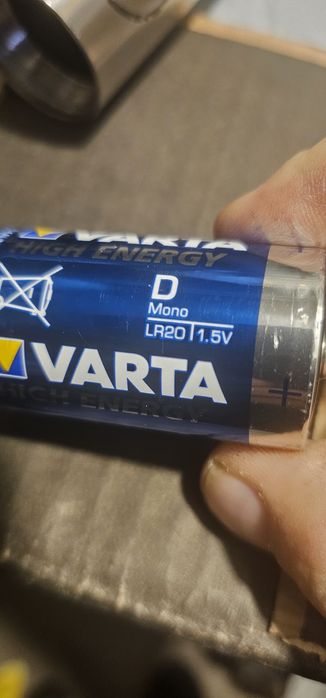 VARTA
HIGH ENERGY
D
Mono
LR20 1.5V
VARTA
HIGH ENERGY
+